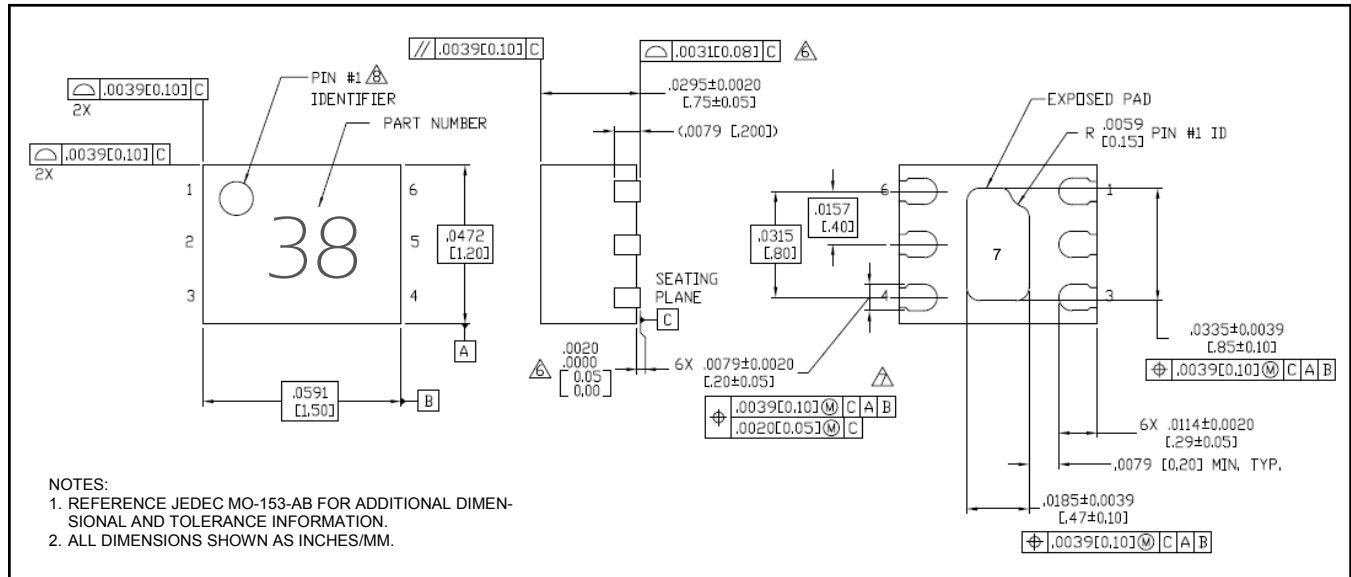 // .0039[0.10] C
⌓ .0031[0.08] C 6
⌓ .0039[0.10] C
2X
PIN #1 8
IDENTIFIER
PART NUMBER
.0295±0.0020
[.75±0.05]
(.0079 [.200])
EXPOSED PAD
R .0059
[0.15] PIN #1 ID
⌓ .0039[0.10] C
2X
1
2
3
38
6
5
4
.0472
[1.20]
A
.0591
[1.50]
B
SEATING
PLANE
C
6
.0020
.0000
[0.05
0.00]
6X .0079±0.0020
[.20±0.05] 7
⌖ .0039[0.10]Ⓜ C A B
.0020[0.05]Ⓜ C
.0315
[.80]
.0157
[.40]
6
4
7
1
3
.0335±0.0039
[.85±0.10]
⌖ .0039[0.10]Ⓜ C A B
6X .0114±0.0020
[.29±0.05]
.0079 [0.20] MIN. TYP.
.0185±0.0039
[.47±0.10]
⌖ .0039[0.10]Ⓜ C A B
NOTES:
1. REFERENCE JEDEC MO-153-AB FOR ADDITIONAL DIMEN-
SIONAL AND TOLERANCE INFORMATION.
2. ALL DIMENSIONS SHOWN AS INCHES/MM.